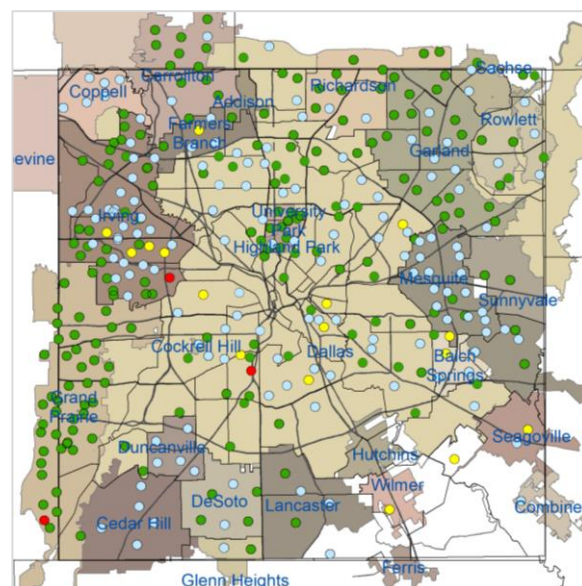 Sachse
Carrollton
Coppell
Richardson
Addison
Rowlett
Farmers
Branch
Garland
evine
University
Park
Irving
Highland Park
Mesquite
Sunnyvale
Cockrell Hill
Dallas
Balch
Springs
Grand
Prairie
Seagoville
Duncanville
Hutchins
Wilmer
DeSoto
Lancaster
Combine
Cedar Hill
Ferris
Glenn Heights